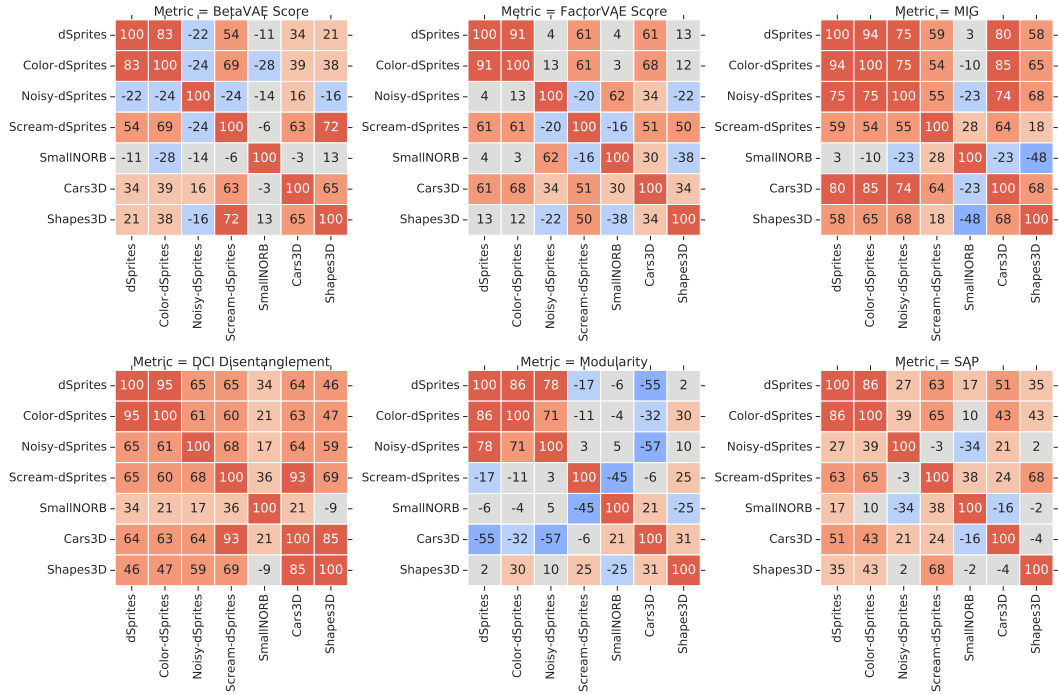 Metric = BetaVAE Score
dSprites 100 83 -22 54 -11 34 21
Color-dSprites 83 100 -24 69 -28 39 38
Noisy-dSprites -22 -24 100 -24 -14 16 -16
Scream-dSprites 54 69 -24 100 -6 63 72
SmallNORB -11 -28 -14 -6 100 -3 13
Cars3D 34 39 16 63 -3 100 65
Shapes3D 21 38 -16 72 13 65 100
dSprites
Color-dSprites
Noisy-dSprites
Scream-dSprites
SmallNORB
Cars3D
Shapes3D
Metric = FactorVAE Score
dSprites 100 91 4 61 4 61 13
Color-dSprites 91 100 13 61 3 68 12
Noisy-dSprites 4 13 100 -20 62 34 -22
Scream-dSprites 61 61 -20 100 -16 51 50
SmallNORB 4 3 62 -16 100 30 -38
Cars3D 61 68 34 51 30 100 34
Shapes3D 13 12 -22 50 -38 34 100
dSprites
Color-dSprites
Noisy-dSprites
Scream-dSprites
SmallNORB
Cars3D
Shapes3D
Metric = MIG
dSprites 100 94 75 59 3 80 58
Color-dSprites 94 100 75 54 -10 85 65
Noisy-dSprites 75 75 100 55 -23 74 68
Scream-dSprites 59 54 55 100 28 64 18
SmallNORB 3 -10 -23 28 100 -23 -48
Cars3D 80 85 74 64 -23 100 68
Shapes3D 58 65 68 18 -48 68 100
dSprites
Color-dSprites
Noisy-dSprites
Scream-dSprites
SmallNORB
Cars3D
Shapes3D
Metric = DCI Disentanglement
dSprites 100 95 65 65 34 64 46
Color-dSprites 95 100 61 60 21 63 47
Noisy-dSprites 65 61 100 68 17 64 59
Scream-dSprites 65 60 68 100 36 93 69
SmallNORB 34 21 17 36 100 21 -9
Cars3D 64 63 64 93 21 100 85
Shapes3D 46 47 59 69 -9 85 100
dSprites
Color-dSprites
Noisy-dSprites
Scream-dSprites
SmallNORB
Cars3D
Shapes3D
Metric = Modularity
dSprites 100 86 78 -17 -6 -55 2
Color-dSprites 86 100 71 -11 -4 -32 30
Noisy-dSprites 78 71 100 3 5 -57 10
Scream-dSprites -17 -11 3 100 -45 -6 25
SmallNORB -6 -4 5 -45 100 21 -25
Cars3D -55 -32 -57 -6 21 100 31
Shapes3D 2 30 10 25 -25 31 100
dSprites
Color-dSprites
Noisy-dSprites
Scream-dSprites
SmallNORB
Cars3D
Shapes3D
Metric = SAP
dSprites 100 86 27 63 17 51 35
Color-dSprites 86 100 39 65 10 43 43
Noisy-dSprites 27 39 100 -3 -34 21 2
Scream-dSprites 63 65 -3 100 38 24 68
SmallNORB 17 10 -34 38 100 -16 -2
Cars3D 51 43 21 24 -16 100 -4
Shapes3D 35 43 2 68 -2 -4 100
dSprites
Color-dSprites
Noisy-dSprites
Scream-dSprites
SmallNORB
Cars3D
Shapes3D